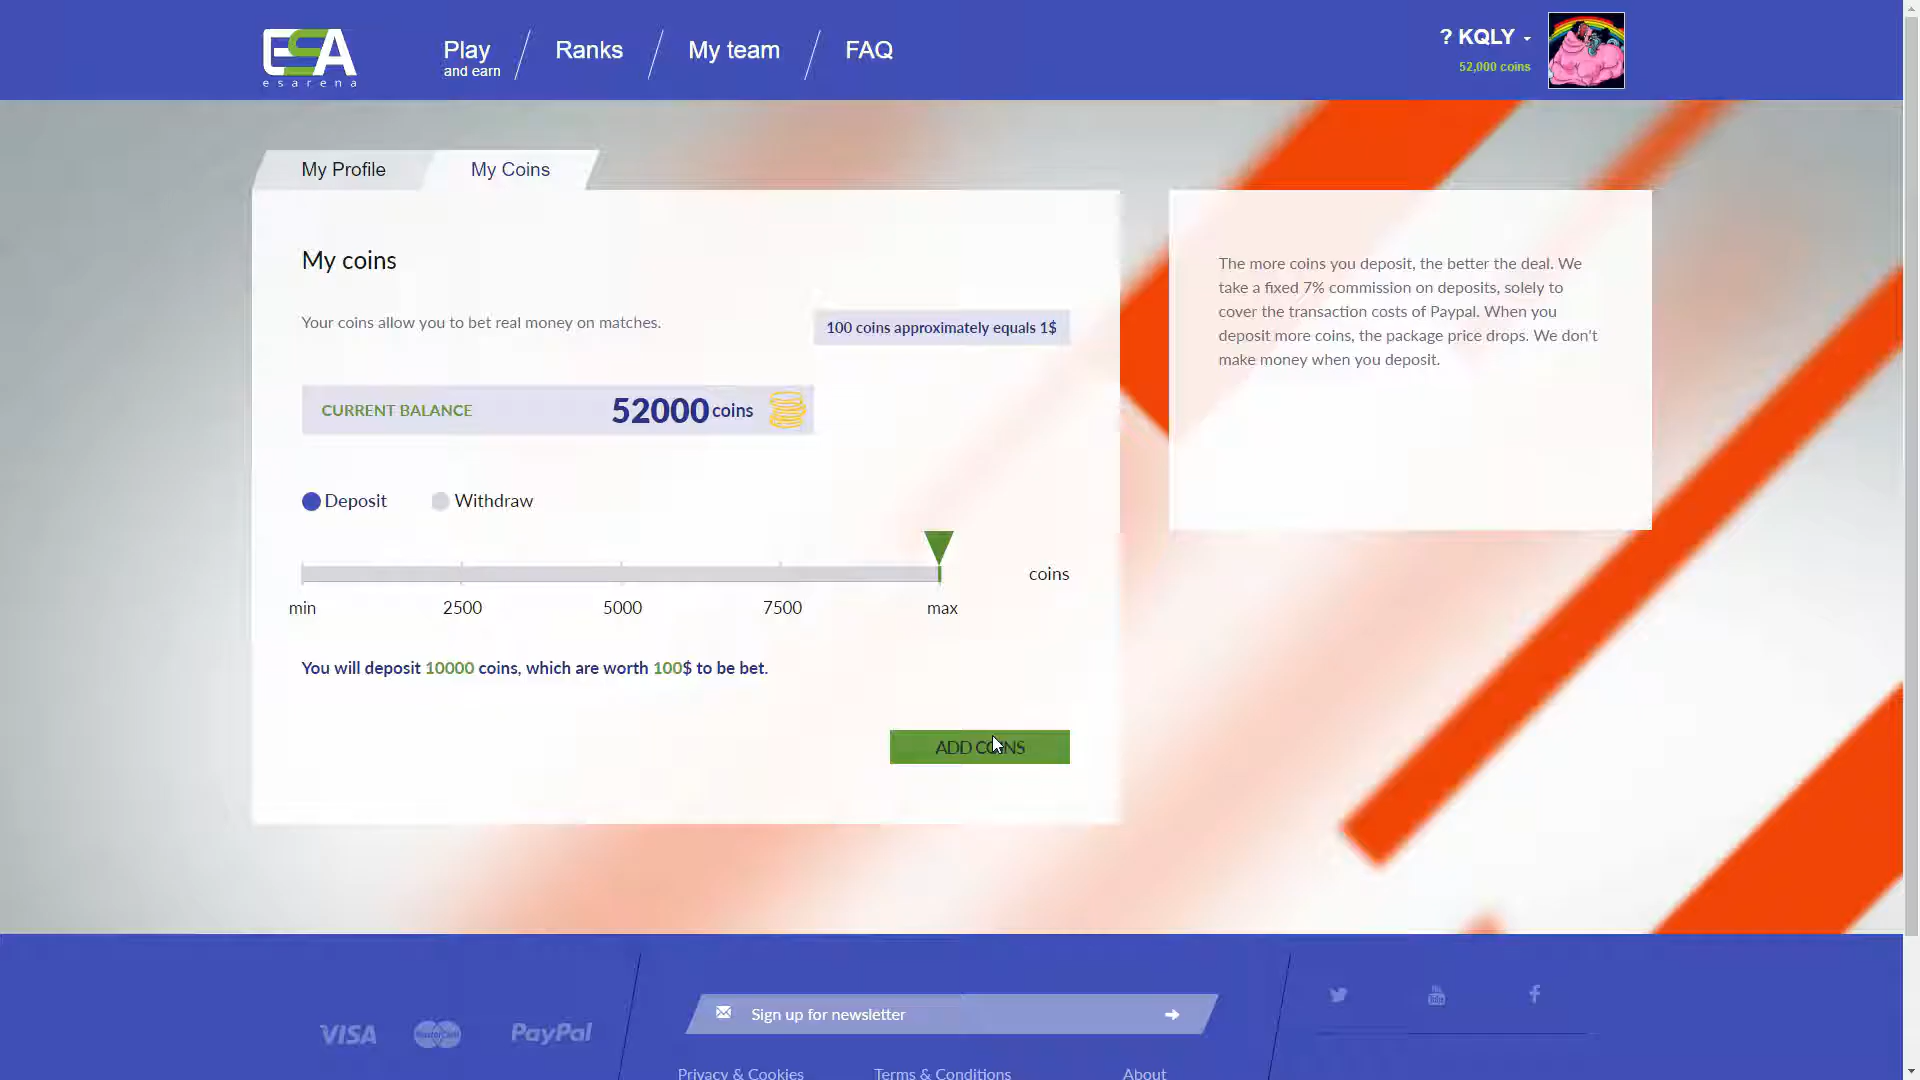 ESA
esarena
Play
and earn
Ranks
My team
FAQ
? KQLY
52,000 coins
My Profile
My Coins
My coins
Your coins allow you to bet real money on matches.
100 coins approximately equals 1$
CURRENT BALANCE
52000 coins
Deposit
Withdraw
coins
min
2500
5000
7500
max
You will deposit 10000 coins, which are worth 100$ to be bet.
ADD COINS
The more coins you deposit, the better the deal. We
take a fixed 7% commission on deposits, solely to
cover the transaction costs of Paypal. When you
deposit more coins, the package price drops. We don't
make money when you deposit.
VISA
MasterCard
PayPal
Sign up for newsletter
You
Tube
Privacy & Cookies
Terms & Conditions
About